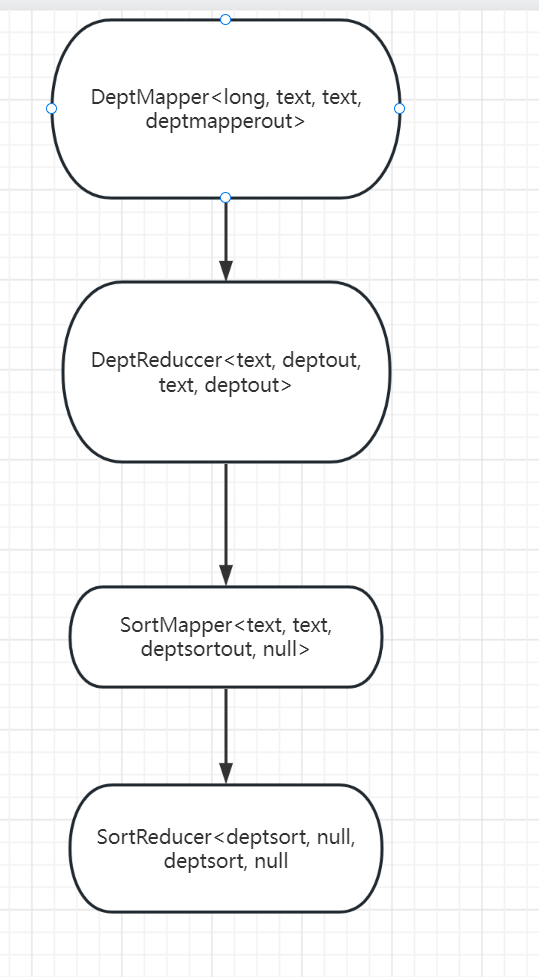 DeptMapper<long, text, text,
deptmapperout>
DeptReduccer<text, deptout,
text, deptout>
SortMapper<text, text,
deptsortout, null>
SortReducer<deptsort, null,
deptsort, null